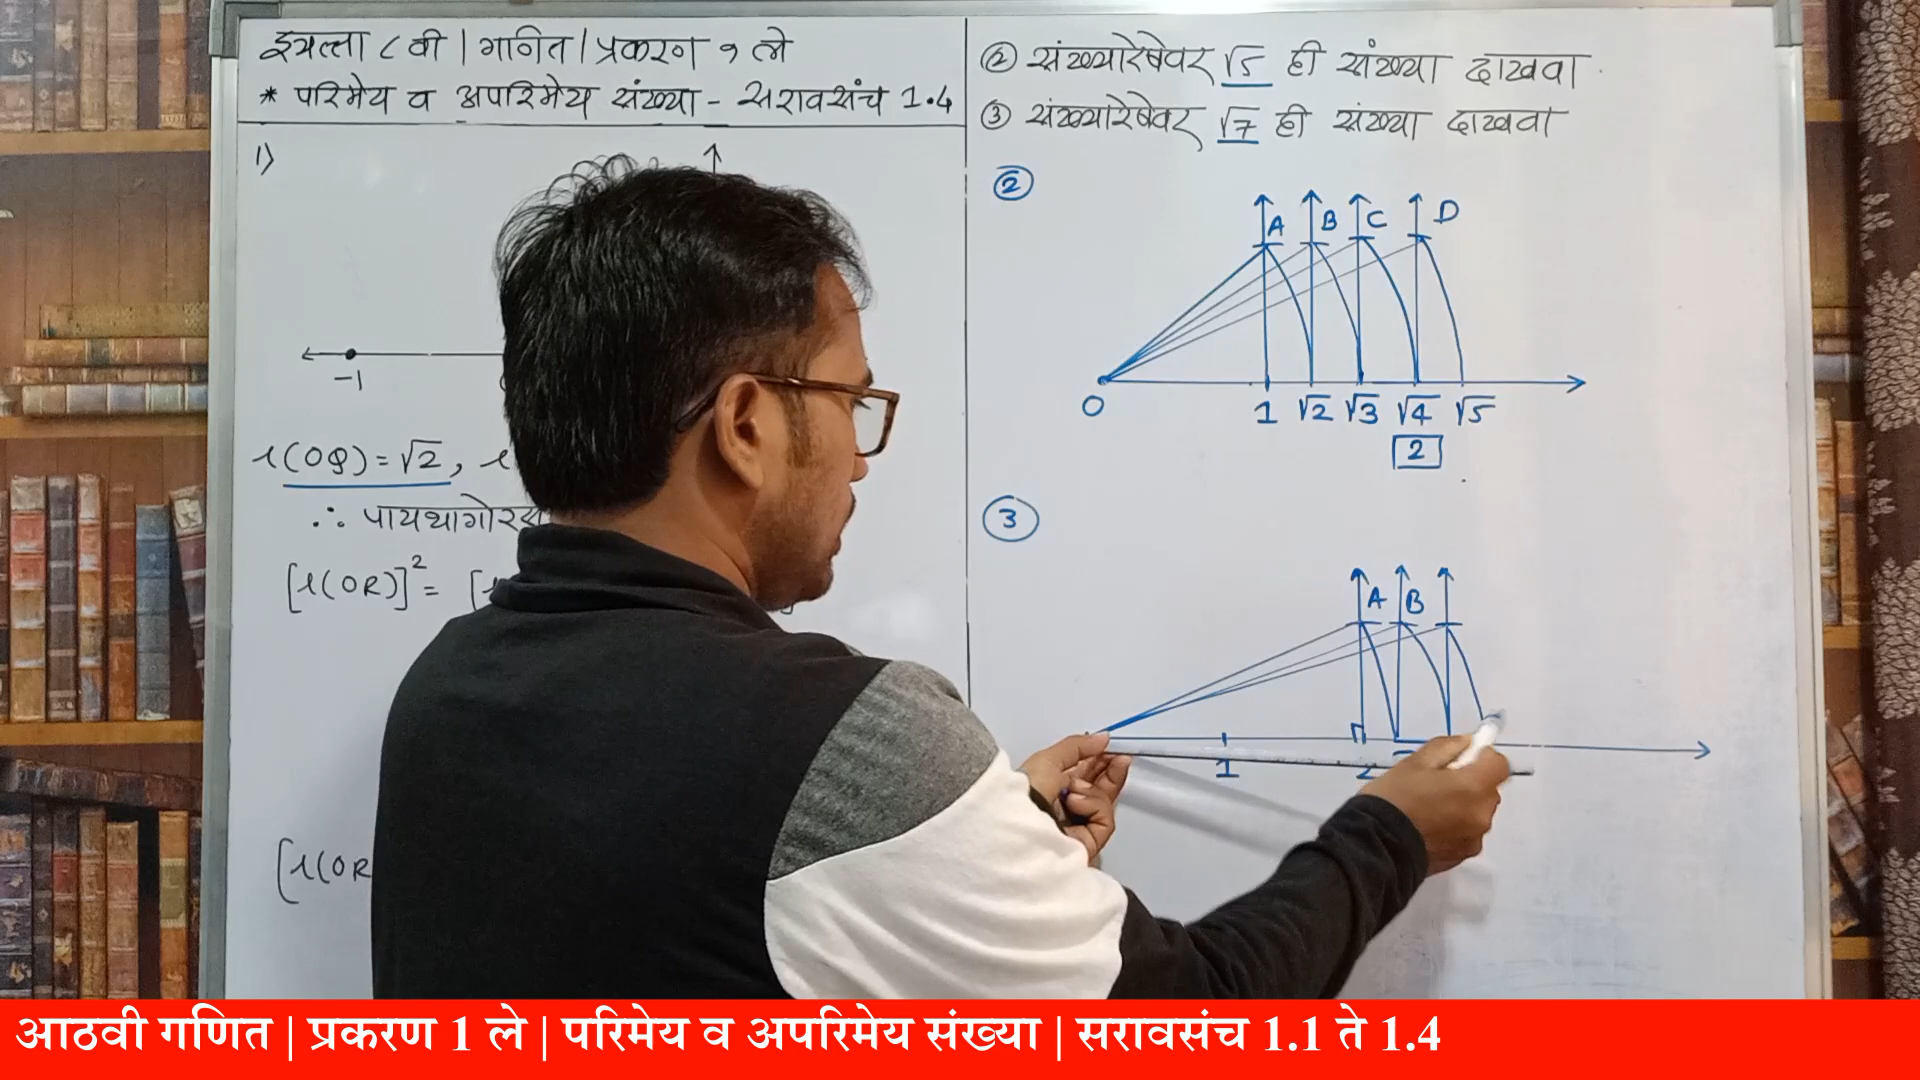 इयत्ता ८ वी | गणित | प्रकरण १ ले
* परिमेय व अपरिमेय संख्या - सरावसंच 1.4
1)
-1
l(OQ) = √2,
∴ पायथागोरस
[l(OR)]² =
[l(OR
② संख्यारेषेवर √5 ही संख्या दाखवा.
③ संख्यारेषेवर √7 ही संख्या दाखवा
②
A B C D
O 1 √2 √3 √4 √5
2
③
A B
1 2
आठवी गणित | प्रकरण 1 ले | परिमेय व अपरिमेय संख्या | सरावसंच 1.1 ते 1.4